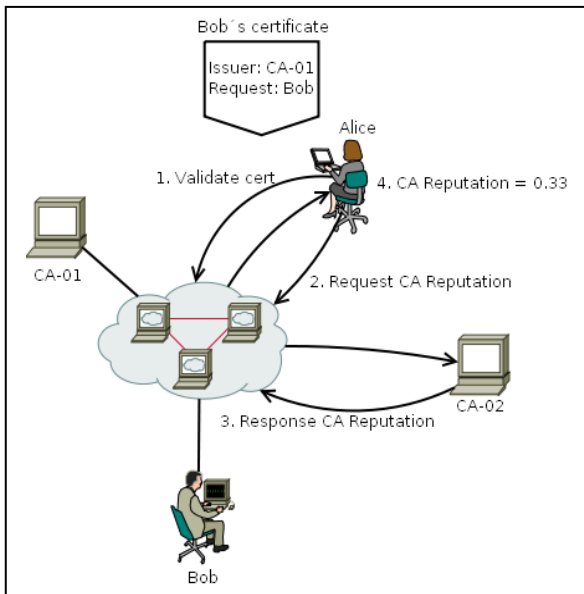 Bob´s certificate
Issuer: CA-01
Request: Bob
Alice
1. Validate cert
4. CA Reputation = 0.33
CA-01
2. Request CA Reputation
CA-02
3. Response CA Reputation
Bob